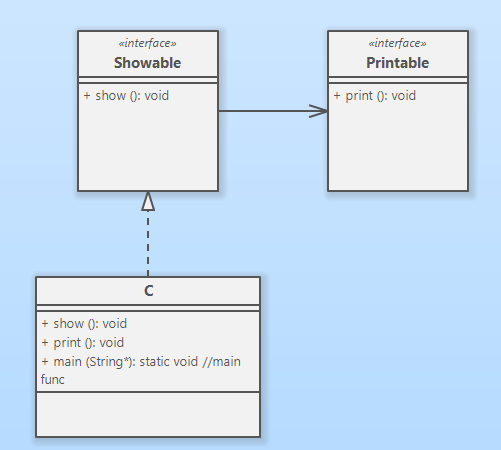 «interface»
Showable
+ show (): void
«interface»
Printable
+ print (): void
C
+ show (): void
+ print (): void
+ main (String*): static void //main
func